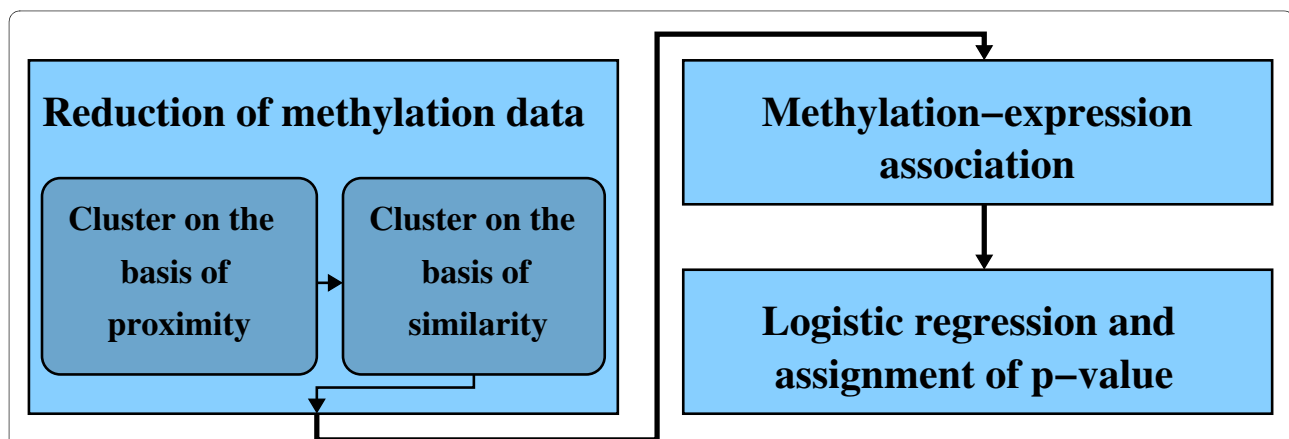 Reduction of methylation data
Cluster on the
basis of
proximity
Cluster on the
basis of
similarity
Methylation−expression
association
Logistic regression and
assignment of p−value